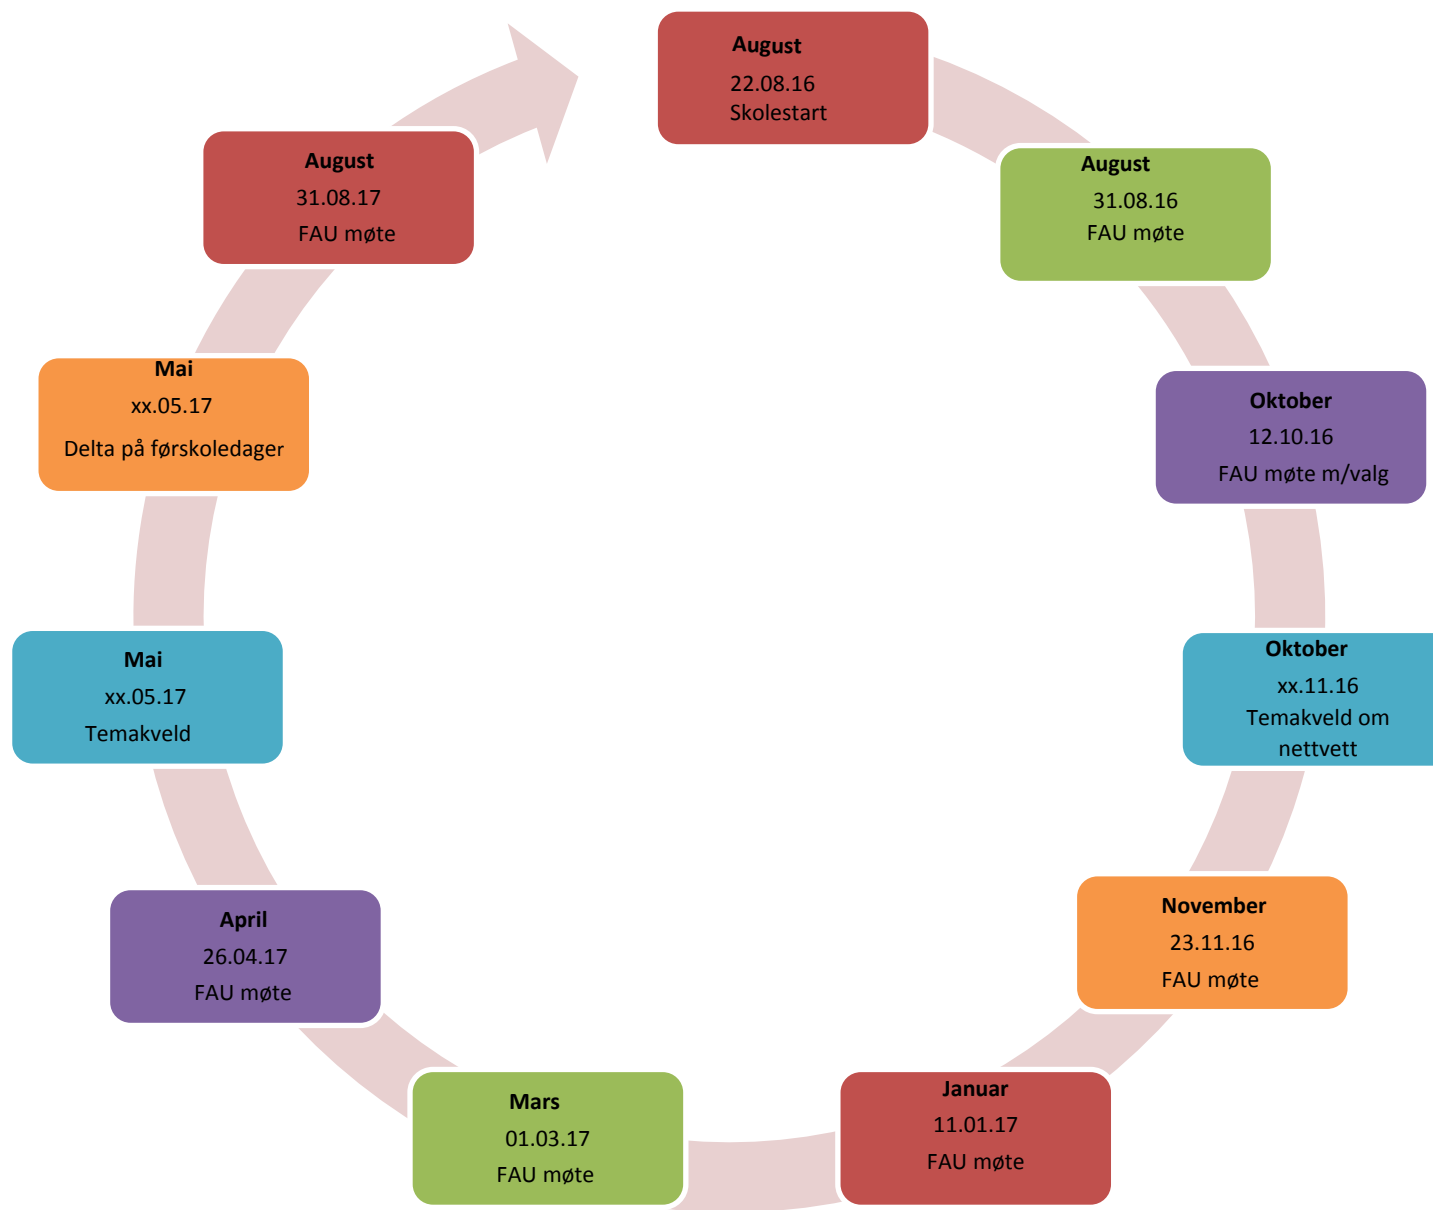 August
22.08.16
Skolestart
August
31.08.16
FAU møte
Oktober
12.10.16
FAU møte m/valg
Oktober
xx.11.16
Temakveld om
nettvett
November
23.11.16
FAU møte
Januar
11.01.17
FAU møte
Mars
01.03.17
FAU møte
April
26.04.17
FAU møte
Mai
xx.05.17
Temakveld
Mai
xx.05.17
Delta på førskoledager
August
31.08.17
FAU møte